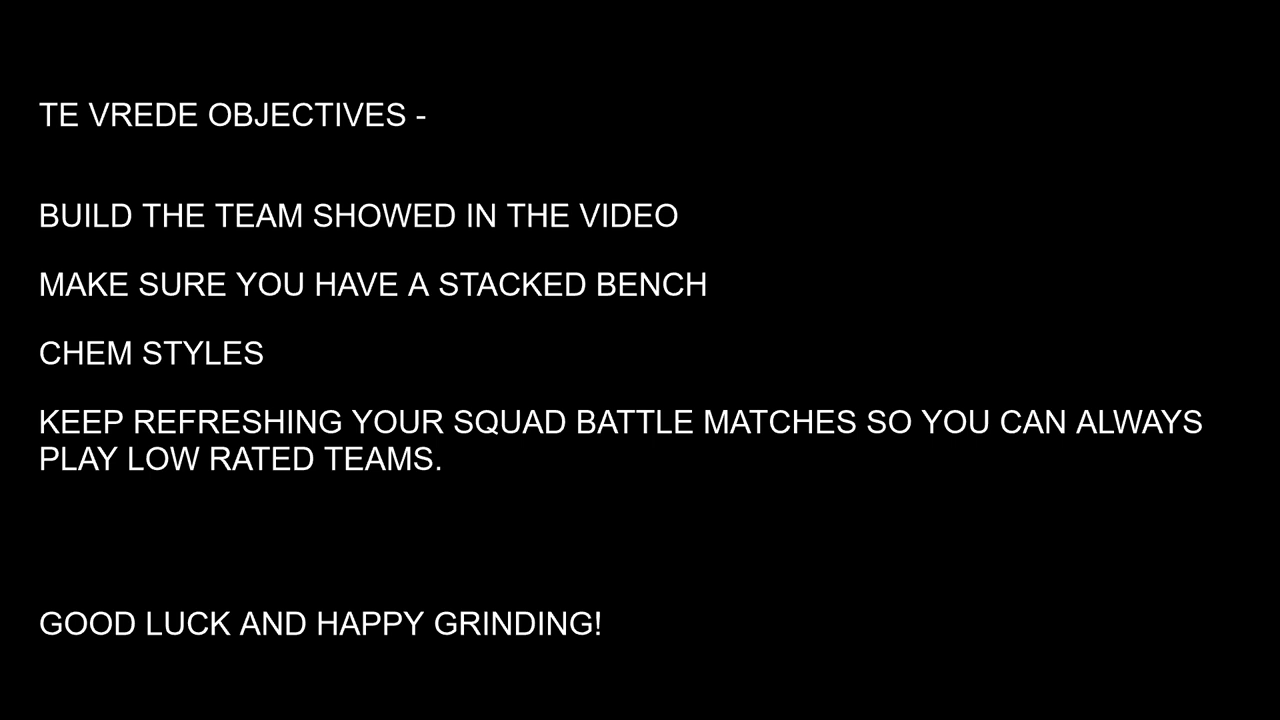 TE VREDE OBJECTIVES -
BUILD THE TEAM SHOWED IN THE VIDEO
MAKE SURE YOU HAVE A STACKED BENCH
CHEM STYLES
KEEP REFRESHING YOUR SQUAD BATTLE MATCHES SO YOU CAN ALWAYS
PLAY LOW RATED TEAMS.
GOOD LUCK AND HAPPY GRINDING!